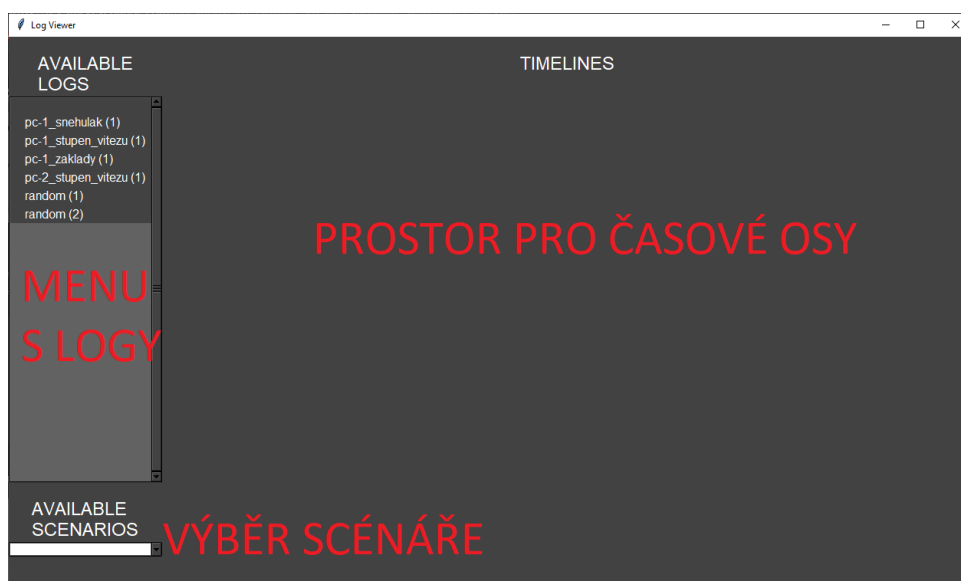 Log Viewer
AVAILABLE
LOGS
TIMELINES
pc-1_snehulak (1)
pc-1_stupen_vitezu (1)
pc-1_zaklady (1)
pc-2_stupen_vitezu (1)
random (1)
random (2)
PROSTOR PRO ČASOVÉ OSY
MENU
S LOGY
AVAILABLE
SCENARIOS
VÝBĚR SCÉNÁŘE